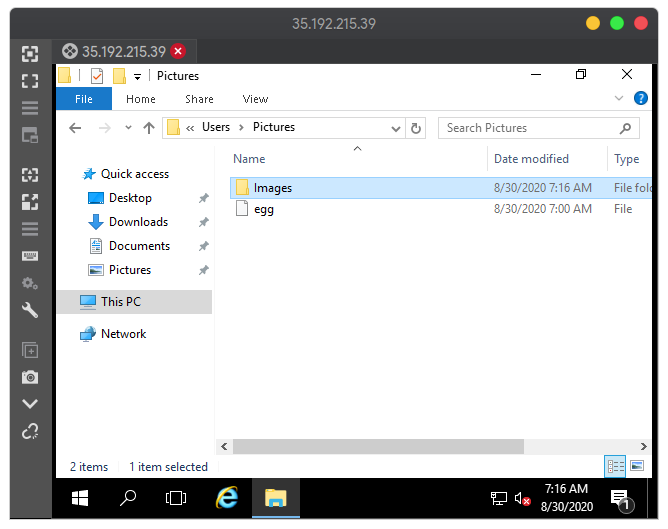 35.192.215.39
35.192.215.39
Pictures
File Home Share View
« Users > Pictures Search Pictures
Name Date modified Type
Quick access
Desktop
Downloads
Documents
Pictures
This PC
Network
Images 8/30/2020 7:16 AM File fold
egg 8/30/2020 7:00 AM File
2 items 1 item selected
7:16 AM
8/30/2020
1